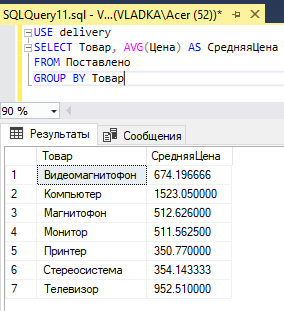 SQLQuery11.sql - V...(VLADKA\Acer (52))*
USE delivery
SELECT Товар, AVG(Цена) AS СредняяЦена
FROM Поставлено
GROUP BY Товар
90 %
Результаты Сообщения
Товар СредняяЦена
1 Видеомагнитофон 674.196666
2 Компьютер 1523.050000
3 Магнитофон 512.626000
4 Монитор 511.562500
5 Принтер 350.770000
6 Стереосистема 354.143333
7 Телевизор 952.510000